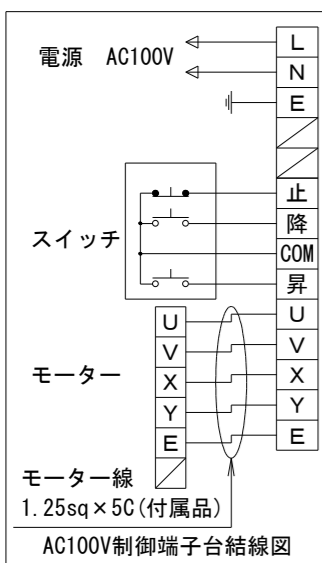 電源 AC100V
L
N
E
スイッチ
止
降
COM
昇
モーター
U
V
X
Y
E
U
V
X
Y
E
モーター線
1.25sq×5C(付属品)
AC100V制御端子台結線図